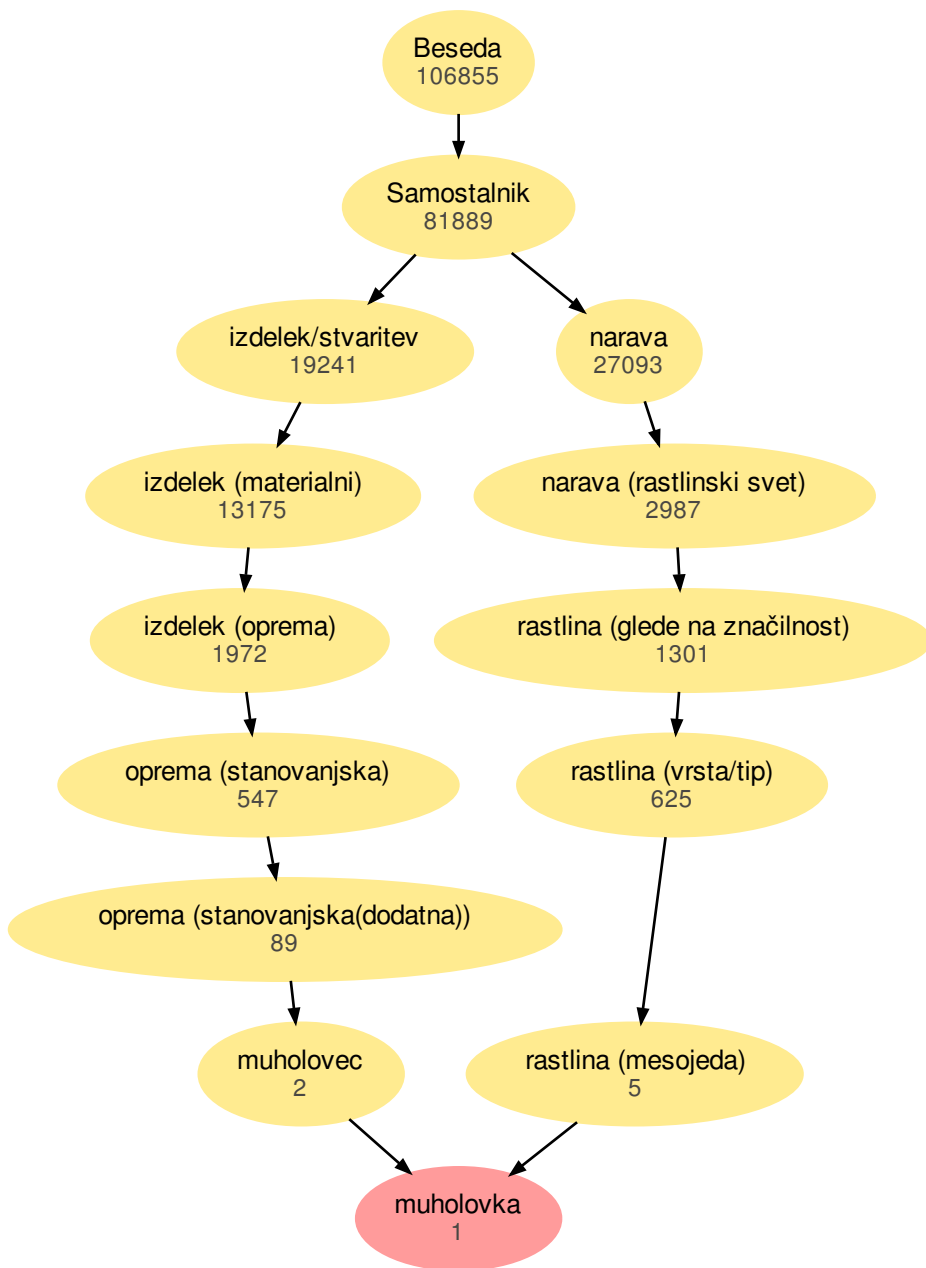 Beseda
106855
Samostalnik
81889
izdelek/stvaritev
19241
narava
27093
izdelek (materialni)
13175
narava (rastlinski svet)
2987
izdelek (oprema)
1972
rastlina (glede na značilnost)
1301
oprema (stanovanjska)
547
rastlina (vrsta/tip)
625
oprema (stanovanjska(dodatna))
89
muholovec
2
rastlina (mesojeda)
5
muholovka
1